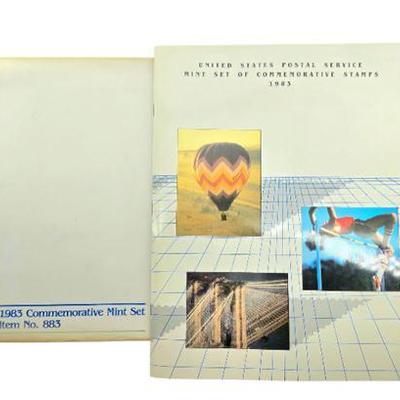 UNITED STATES POSTAL SERVICE
MINT SET OF COMMEMORATIVE STAMPS
1983
1983 Commemorative Mint Set
Item No. 883